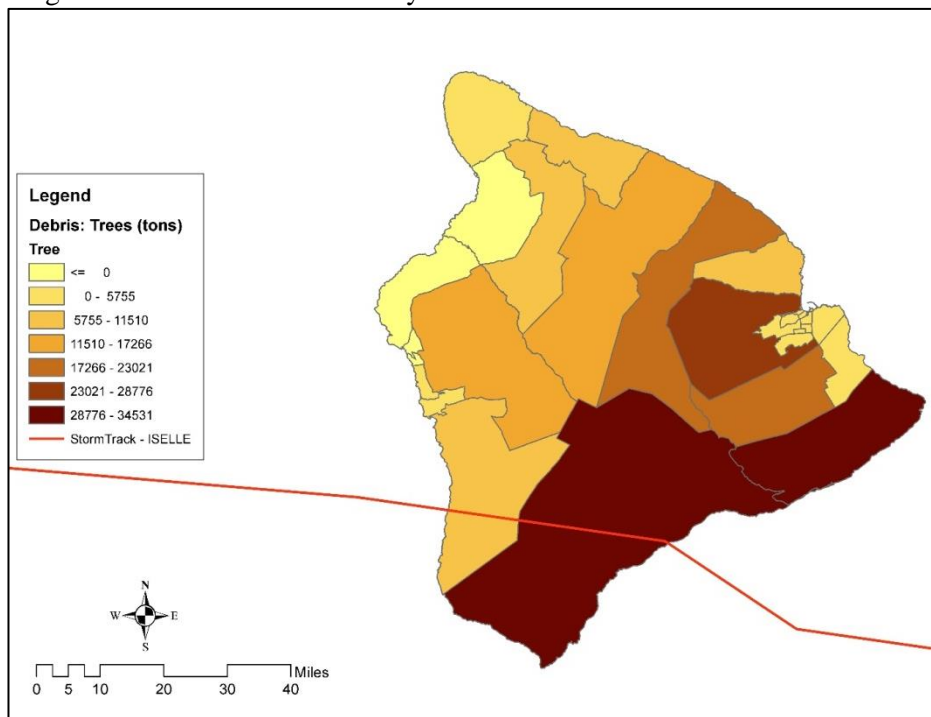 Legend
Debris: Trees (tons)
Tree
<= 0
0 - 5755
5755 - 11510
11510 - 17266
17266 - 23021
23021 - 28776
28776 - 34531
StormTrack - ISELLE
N
W E
S
Miles
0 5 10 20 30 40